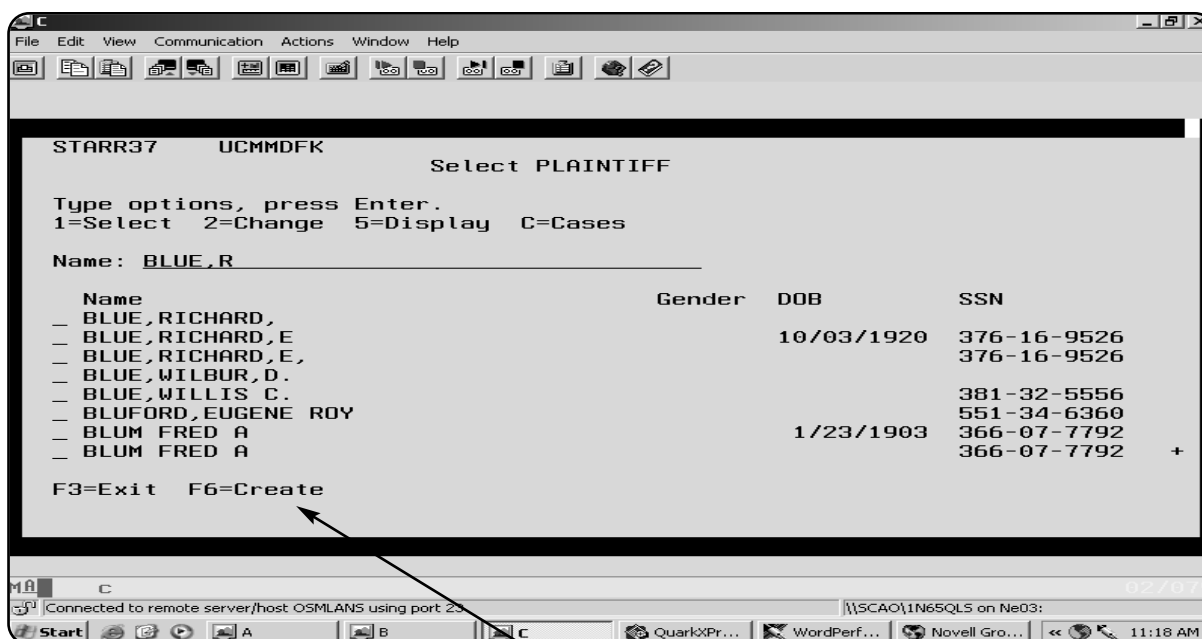 C
File Edit View Communication Actions Window Help
STARR37 UCMMDFK
Select PLAINTIFF
Type options, press Enter.
1=Select 2=Change 5=Display C=Cases
Name: BLUE,R
Name Gender DOB SSN
_ BLUE,RICHARD,
_ BLUE,RICHARD,E 10/03/1920 376-16-9526
_ BLUE,RICHARD,E, 376-16-9526
_ BLUE,WILBUR,D.
_ BLUE,WILLIS C. 381-32-5556
_ BLUFORD,EUGENE ROY 551-34-6360
_ BLUM FRED A 1/23/1903 366-07-7792
_ BLUM FRED A 366-07-7792 +
F3=Exit F6=Create
MA C 02/07
Connected to remote server/host OSMLANS using port 23 \\SCAO\1N65QLS on Ne03:
Start A B C QuarkXPr... WordPerf... Novell Gro... « 11:18 AM